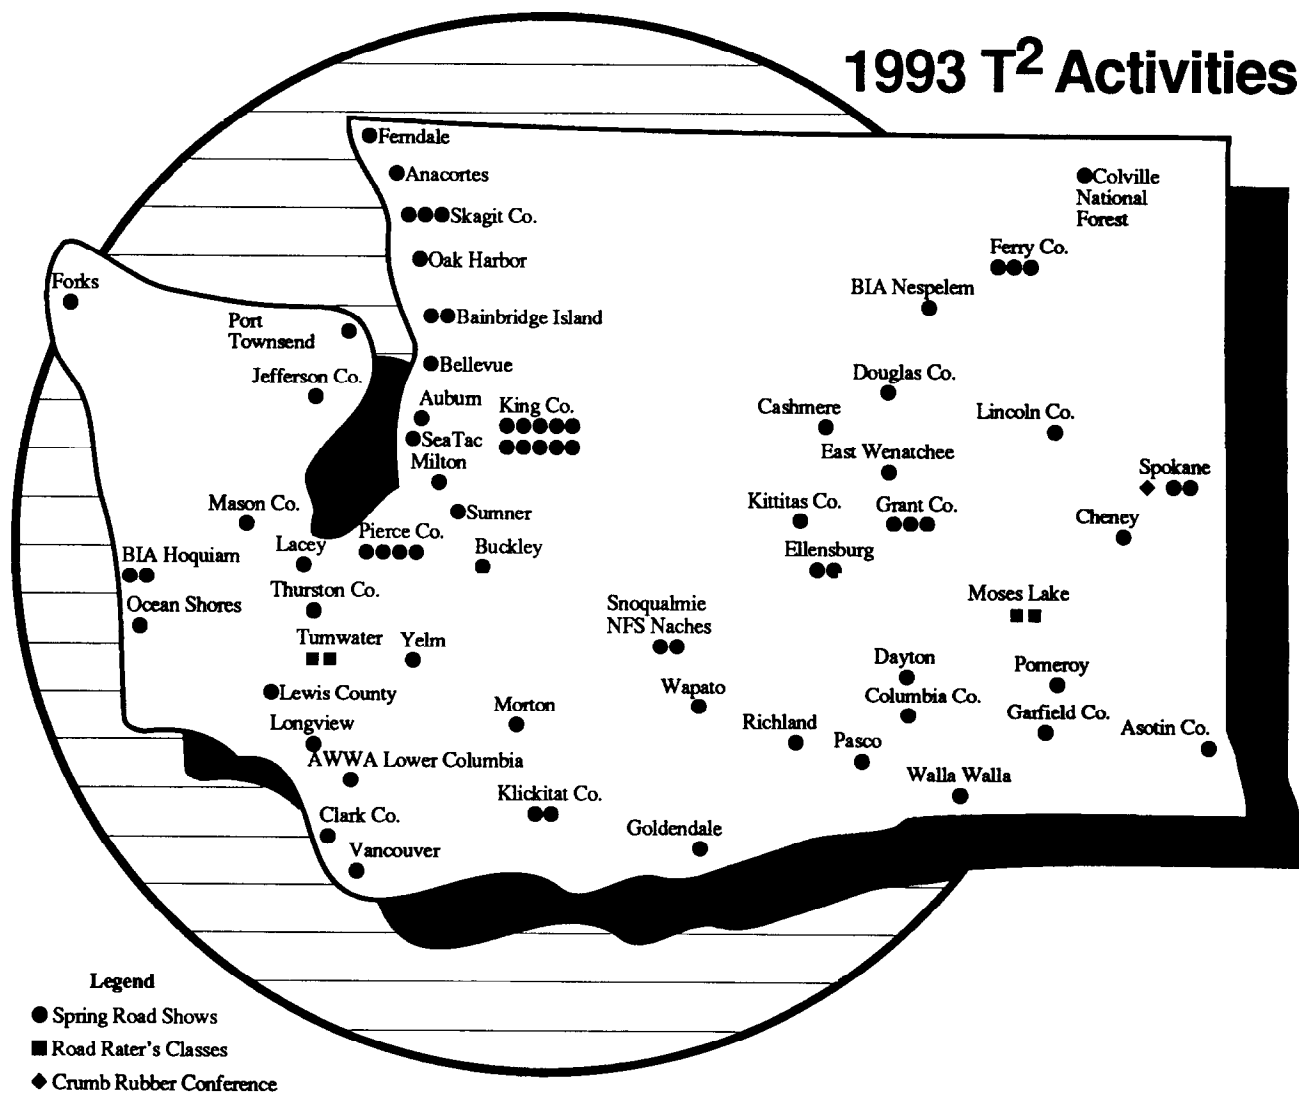 1993 T² Activities
Ferndale
Anacortes
Colville
National
Forest
Skagit Co.
Ferry Co.
Oak Harbor
Forks
BIA Nespelem
Port
Townsend
Bainbridge Island
Jefferson Co.
Bellevue
Douglas Co.
Auburn
King Co.
Cashmere
Lincoln Co.
SeaTac
Milton
East Wenatchee
Spokane
Mason Co.
Sumner
Kittitas Co.
Grant Co.
Cheney
Pierce Co.
Lacey
Buckley
BIA Hoquiam
Ellensburg
Thurston Co.
Moses Lake
Ocean Shores
Snoqualmie
NFS Naches
Tumwater
Yelm
Dayton
Pomeroy
Lewis County
Wapato
Columbia Co.
Longview
Morton
Richland
Garfield Co.
Asotin Co.
Pasco
AWWA Lower Columbia
Walla Walla
Klickitat Co.
Clark Co.
Goldendale
Vancouver
Legend
Spring Road Shows
Road Rater's Classes
Crumb Rubber Conference